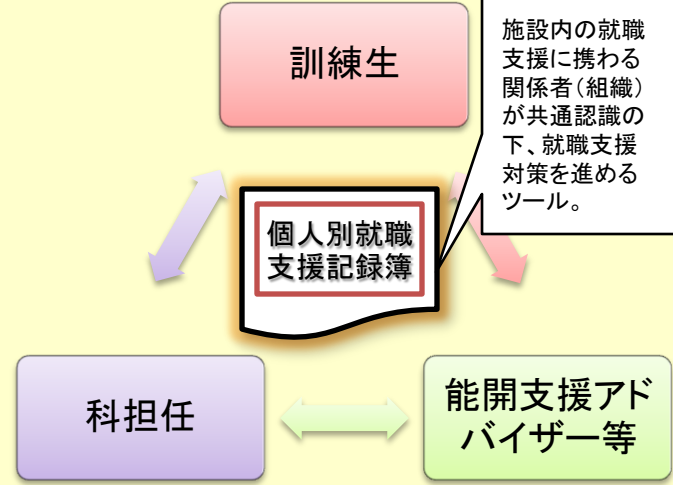 訓練生
施設内の就職
支援に携わる
関係者（組織）
が共通認識の
下、就職支援
対策を進める
ツール。
個人別就職
支援記録簿
科担任
能開支援アド
バイザー等